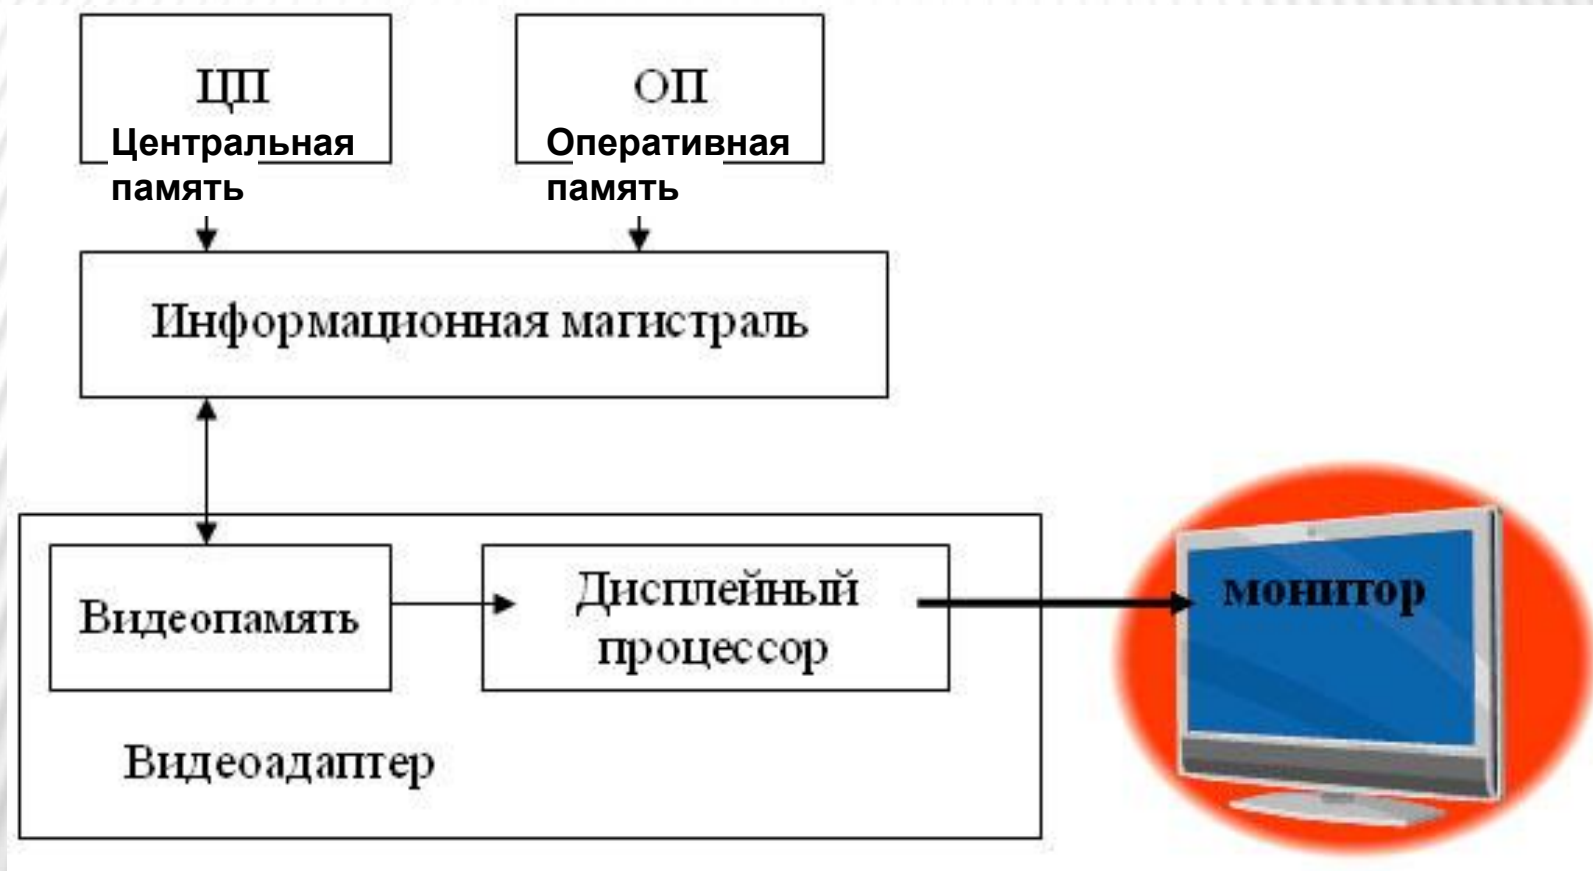 ЦП
Центральная
память
ОП
Оперативная
память
Информационная магистраль
Видеопамять
Дисплейный
процессор
монитор
Видеоадаптер